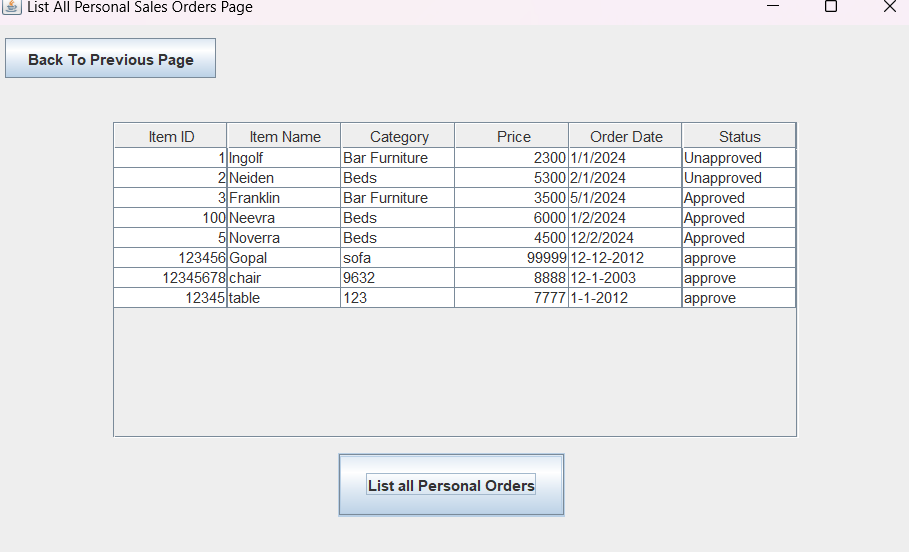 List All Personal Sales Orders Page
Back To Previous Page
Item ID Item Name Category Price Order Date Status
1 Ingolf Bar Furniture 2300 1/1/2024 Unapproved
2 Neiden Beds 5300 2/1/2024 Unapproved
3 Franklin Bar Furniture 3500 5/1/2024 Approved
100 Neevra Beds 6000 1/2/2024 Approved
5 Noverra Beds 4500 12/2/2024 Approved
123456 Gopal sofa 99999 12-12-2012 approve
12345678 chair 9632 8888 12-1-2003 approve
12345 table 123 7777 1-1-2012 approve
List all Personal Orders